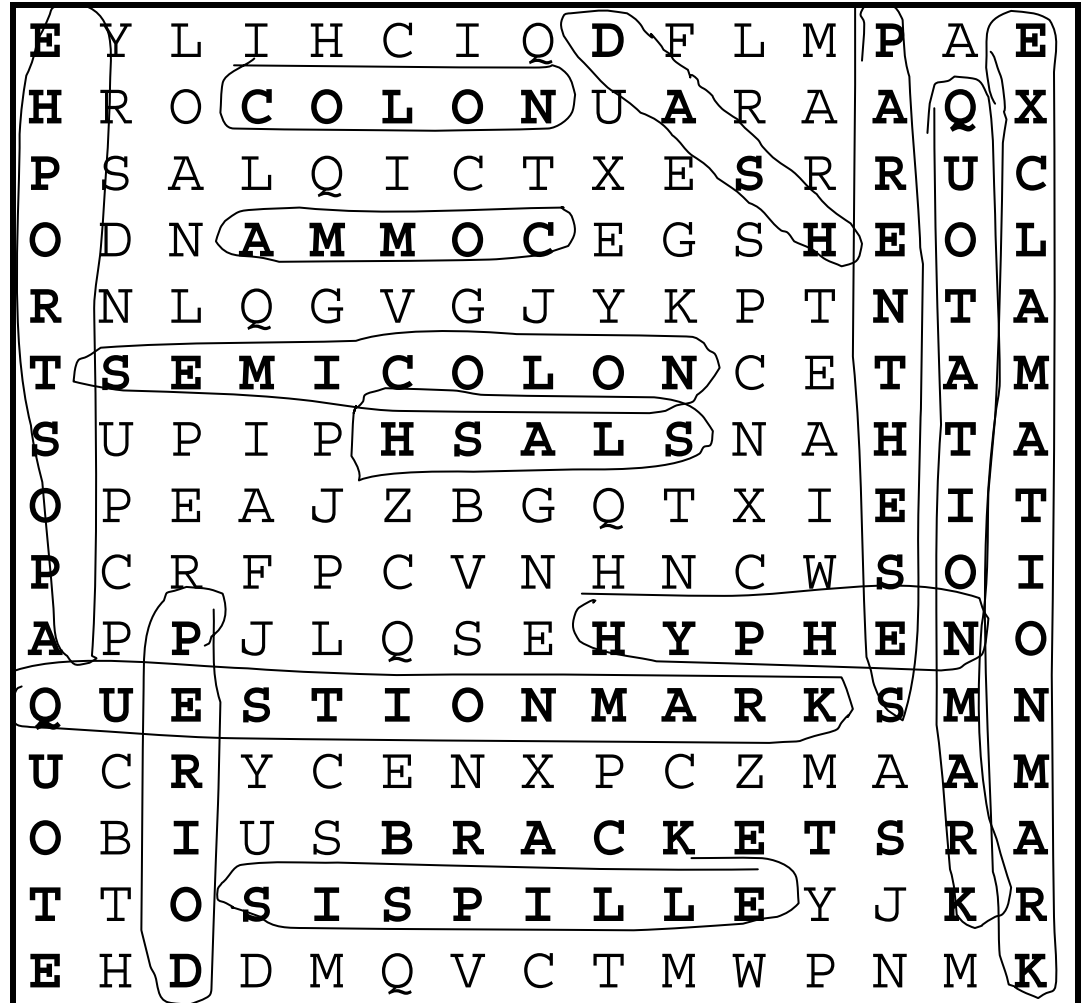 E Y L I H C I Q D F L M P A E
H R O C O L O N U A R A A Q X
P S A L Q I C T X E S R R U C
O D N A M M O C E G S H E O L
R N L Q G V G J Y K P T N T A
T S E M I C O L O N C E T A M
S U P I P H S A L S N A H T A
O P E A J Z B G Q T X I E I T
P C R F P C V N H N C W S O I
A P P J L Q S E H Y P H E N O
Q U E S T I O N M A R K S M N
U C R Y C E N X P C Z M A A M
O B I U S B R A C K E T S R A
T T O S I S P I L L E Y J K R
E H D D M Q V C T M W P N M K